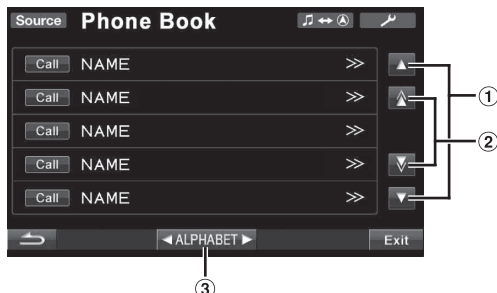 Source Phone Book
Call NAME >>
Call NAME >>
Call NAME >>
Call NAME >>
Call NAME >>
◄ ALPHABET ► Exit
①
②
③